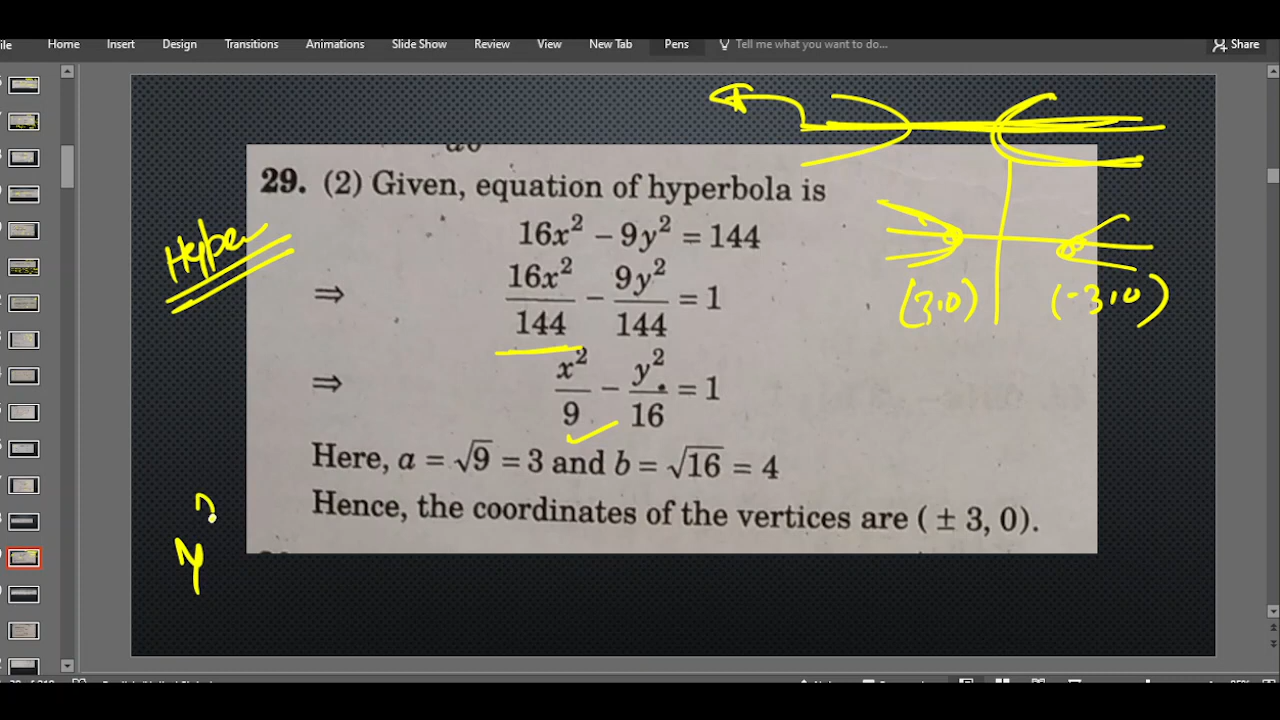 File Home Insert Design Transitions Animations Slide Show Review View New Tab Pens Tell me what you want to do... Share
29. (2) Given, equation of hyperbola is
16x² − 9y² = 144
⇒ 16x²/144 − 9y²/144 = 1
⇒ x²/9 − y²/16 = 1
Here, a = √9 = 3 and b = √16 = 4
Hence, the coordinates of the vertices are ( ± 3, 0).
Hyper
(3,0) (-3,0)